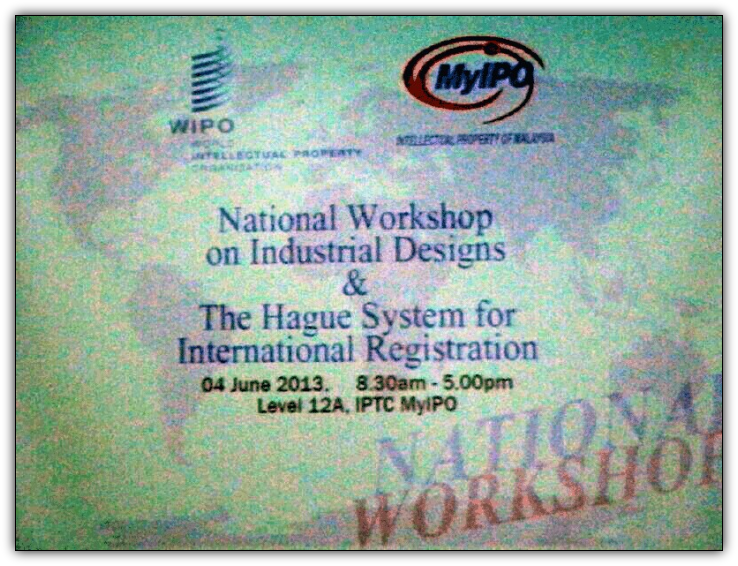 WIPO
WORLD
INTELLECTUAL PROPERTY
ORGANIZATION
MyIPO
INTELLECTUAL PROPERTY OF MALAYSIA
National Workshop
on Industrial Designs
&
The Hague System for
International Registration
04 June 2013, 8.30am - 5.00pm
Level 12A, IPTC MyIPO
NATIONAL
WORKSHOP